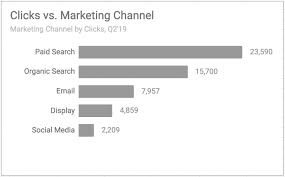 Clicks vs. Marketing Channel
Marketing Channel by Clicks, Q2'19
Paid Search 23,590
Organic Search 15,700
Email 7,957
Display 4,859
Social Media 2,209